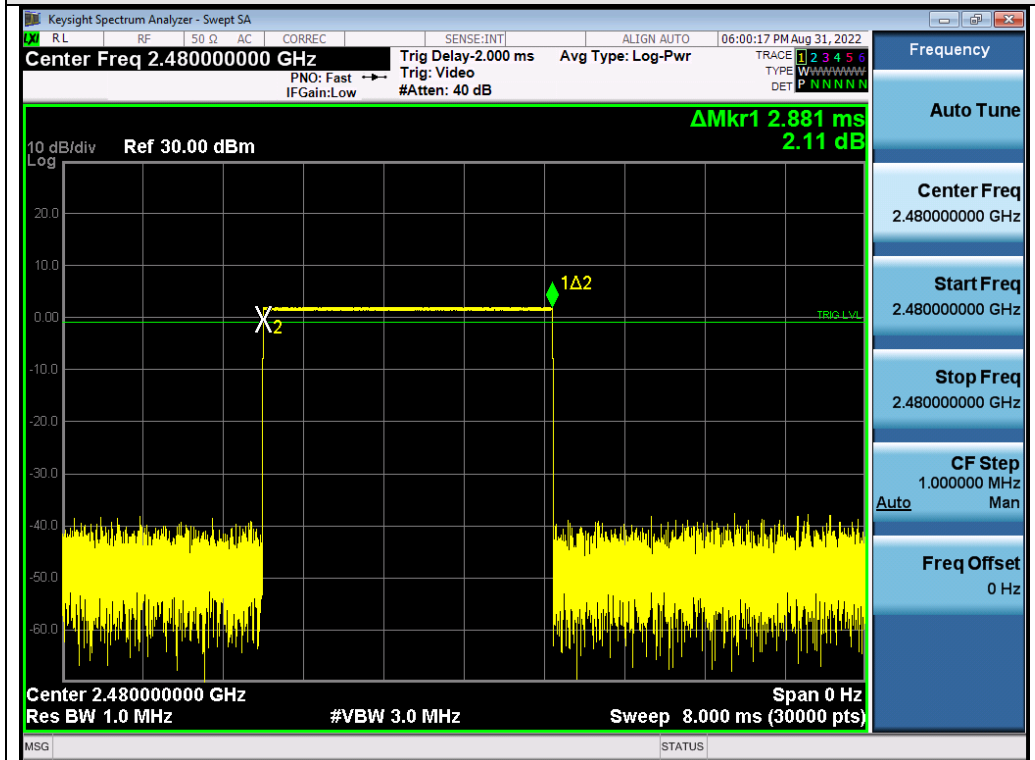 Keysight Spectrum Analyzer - Swept SA
LXI RL RF 50 Ω AC CORREC SENSE:INT ALIGN AUTO 06:00:17 PM Aug 31, 2022
Center Freq 2.480000000 GHz
PNO: Fast
IFGain:Low
Trig Delay-2.000 ms
Trig: Video
#Atten: 40 dB
Avg Type: Log-Pwr
TRACE 1 2 3 4 5 6
TYPE WWWWWWW
DET P N N N N N
ΔMkr1 2.881 ms
2.11 dB
10 dB/div Ref 30.00 dBm
Log
20.0
10.0
1Δ2
0.00
2
TRIG LVL
-10.0
-20.0
-30.0
-40.0
-50.0
-60.0
Center 2.480000000 GHz Span 0 Hz
Res BW 1.0 MHz #VBW 3.0 MHz Sweep 8.000 ms (30000 pts)
MSG STATUS
Frequency
Auto Tune
Center Freq
2.480000000 GHz
Start Freq
2.480000000 GHz
Stop Freq
2.480000000 GHz
CF Step
1.000000 MHz
Auto Man
Freq Offset
0 Hz